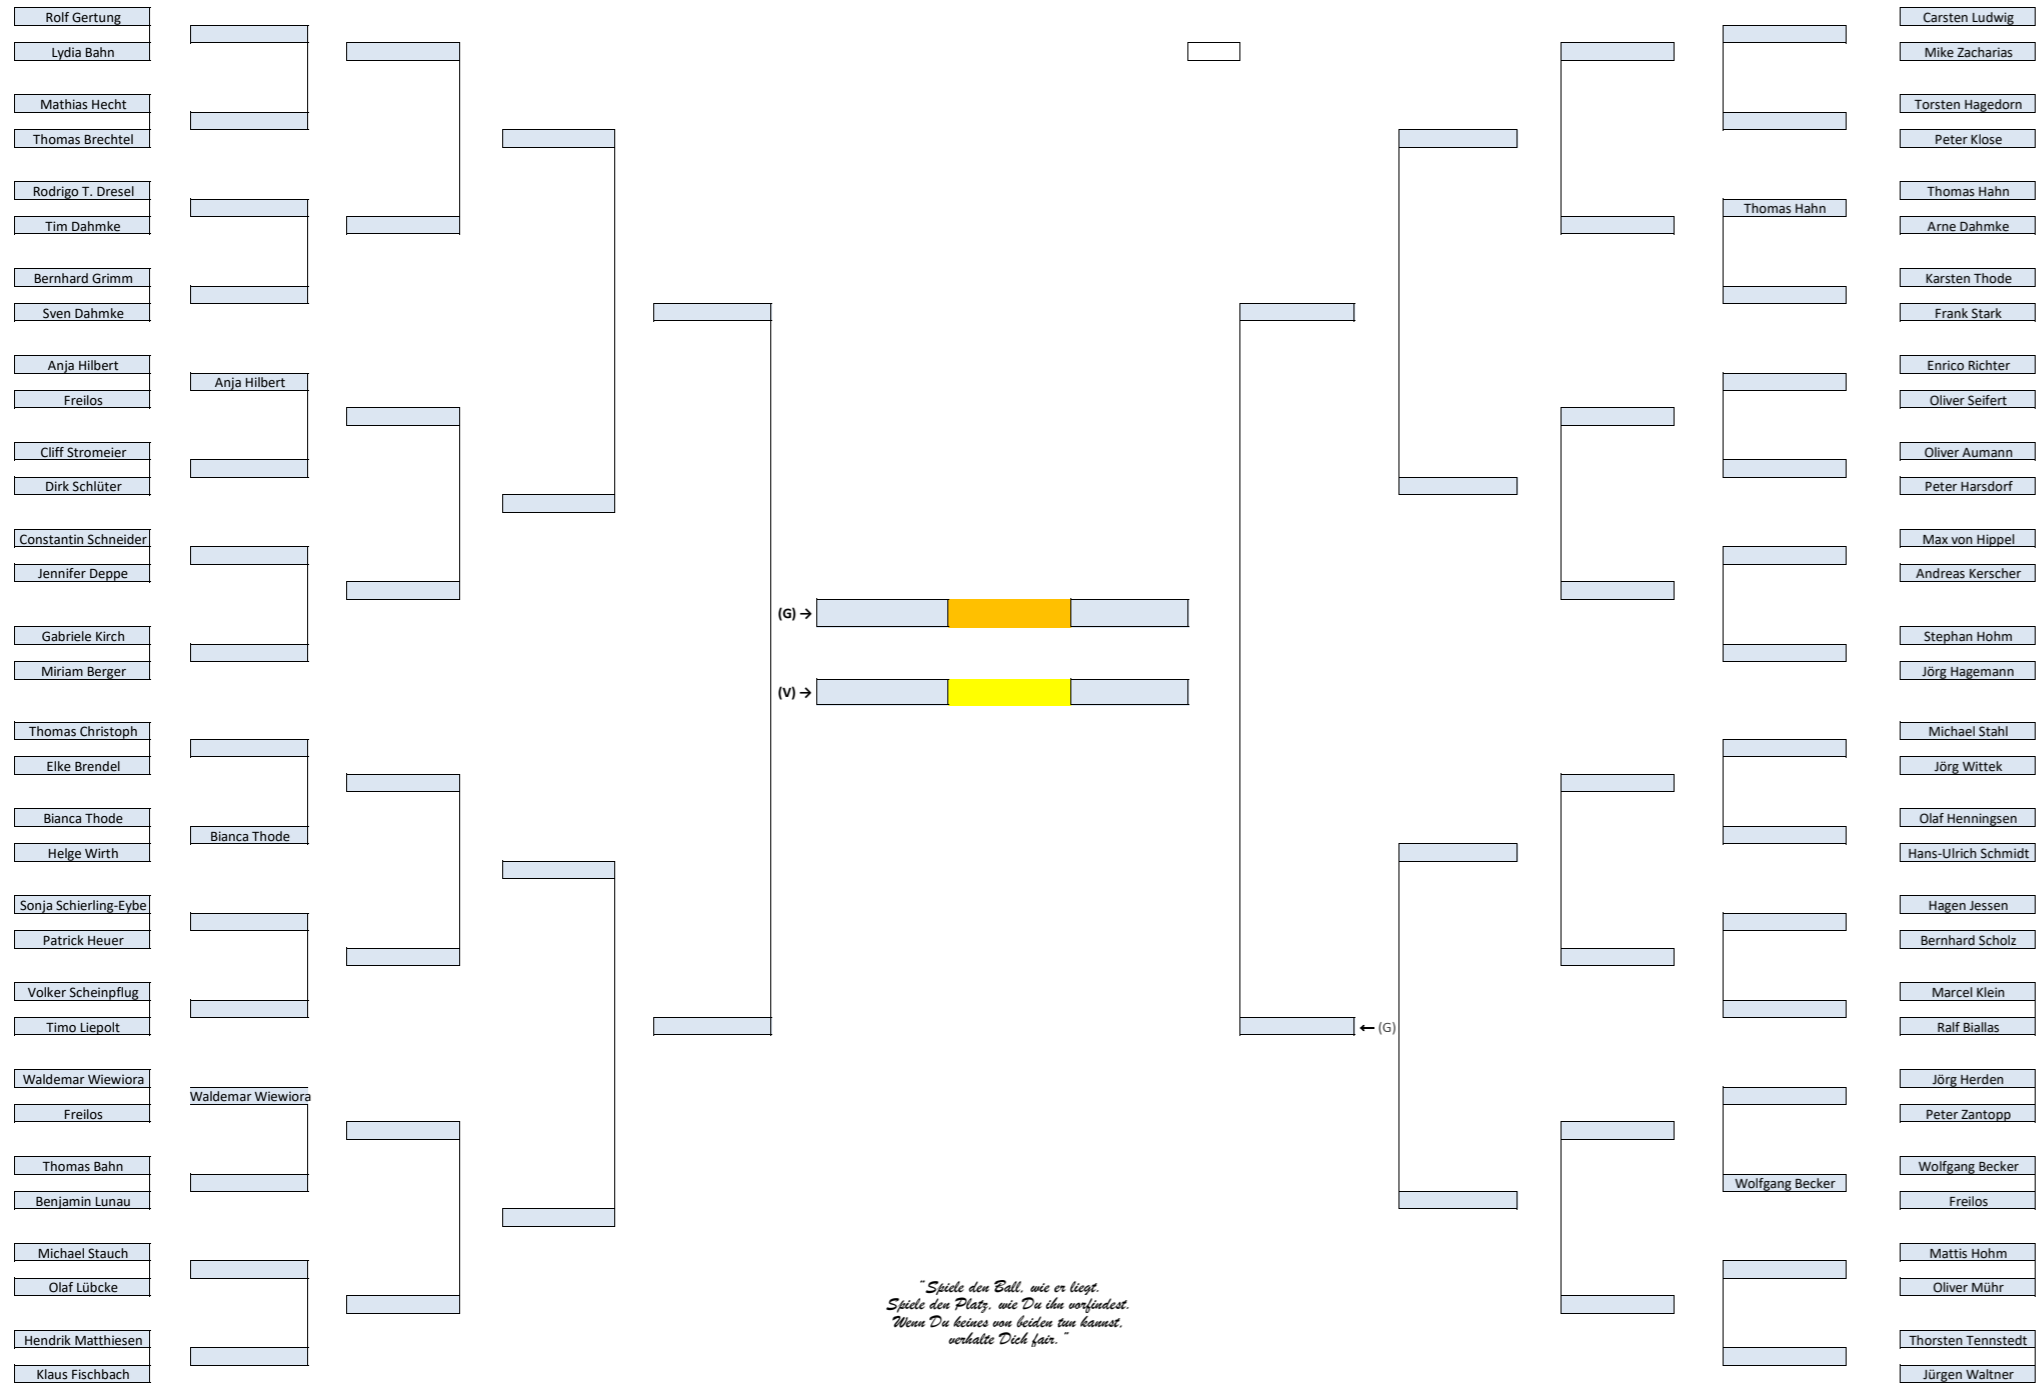 Rolf Gertung
Lydia Bahn
Mathias Hecht
Thomas Brechtel
Rodrigo T. Dresel
Tim Dahmke
Bernhard Grimm
Sven Dahmke
Anja Hilbert
Freilos
Cliff Stromeier
Dirk Schlüter
Constantin Schneider
Jennifer Deppe
Gabriele Kirch
Miriam Berger
Thomas Christoph
Elke Brendel
Bianca Thode
Helge Wirth
Sonja Schierling-Eybe
Patrick Heuer
Volker Scheinpflug
Timo Liepolt
Waldemar Wiewiora
Freilos
Thomas Bahn
Benjamin Lunau
Michael Stauch
Olaf Lübcke
Hendrik Matthiesen
Klaus Fischbach
Anja Hilbert
Bianca Thode
Waldemar Wiewiora
(G) →
(V) →
"Spiele den Ball, wie er liegt.
Spiele den Platz, wie Du ihn vorfindest.
Wenn Du keines von beiden tun kannst,
verhalte Dich fair."
← (G)
Thomas Hahn
Wolfgang Becker
Carsten Ludwig
Mike Zacharias
Torsten Hagedorn
Peter Klose
Thomas Hahn
Arne Dahmke
Karsten Thode
Frank Stark
Enrico Richter
Oliver Seifert
Oliver Aumann
Peter Harsdorf
Max von Hippel
Andreas Kerscher
Stephan Hohm
Jörg Hagemann
Michael Stahl
Jörg Wittek
Olaf Henningsen
Hans-Ulrich Schmidt
Hagen Jessen
Bernhard Scholz
Marcel Klein
Ralf Biallas
Jörg Herden
Peter Zantopp
Wolfgang Becker
Freilos
Mattis Hohm
Oliver Mühr
Thorsten Tennstedt
Jürgen Waltner